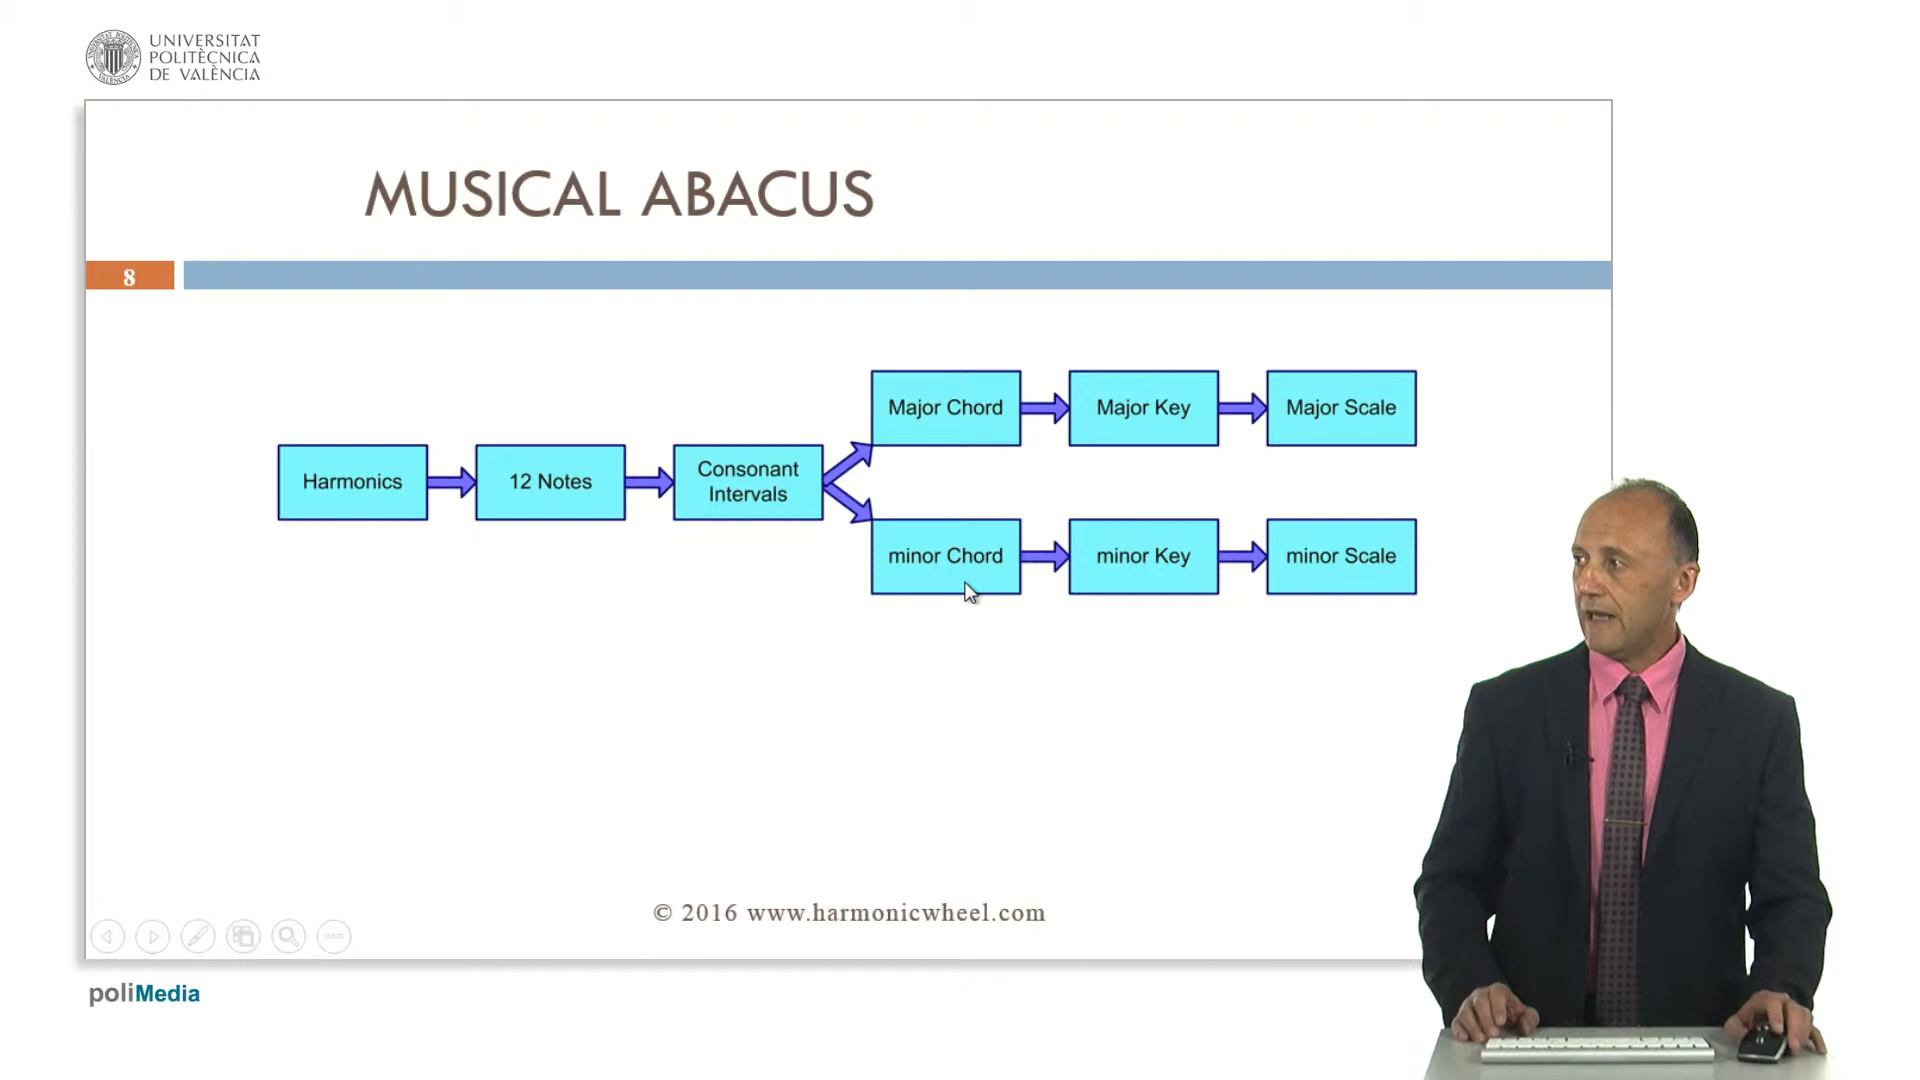 UNIVERSITAT
POLITÈCNICA
DE VALÈNCIA
MUSICAL ABACUS
8
Harmonics
12 Notes
Consonant
Intervals
Major Chord
Major Key
Major Scale
minor Chord
minor Key
minor Scale
© 2016 www.harmonicwheel.com
poliMedia